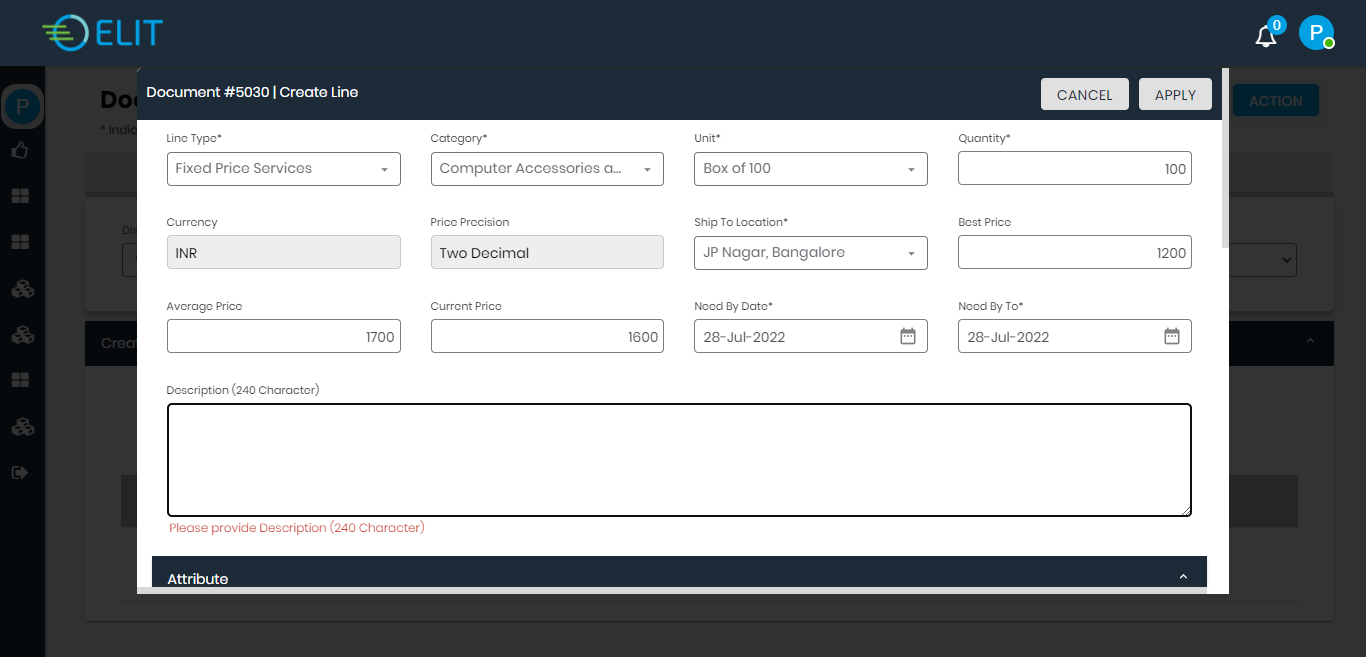 ELIT
0
P
P
Doc
* Indic
Document #5030 | Create Line
CANCEL
APPLY
ACTION
Line Type*
Category*
Unit*
Quantity*
Fixed Price Services
Computer Accessories a...
Box of 100
100
Currency
Price Precision
Ship To Location*
Best Price
INR
Two Decimal
JP Nagar, Bangalore
1200
Average Price
Current Price
Need By Date*
Need By To*
1700
1600
28-Jul-2022
28-Jul-2022
Dis
Creat
Description (240 Character)
Please provide Description (240 Character)
Attribute